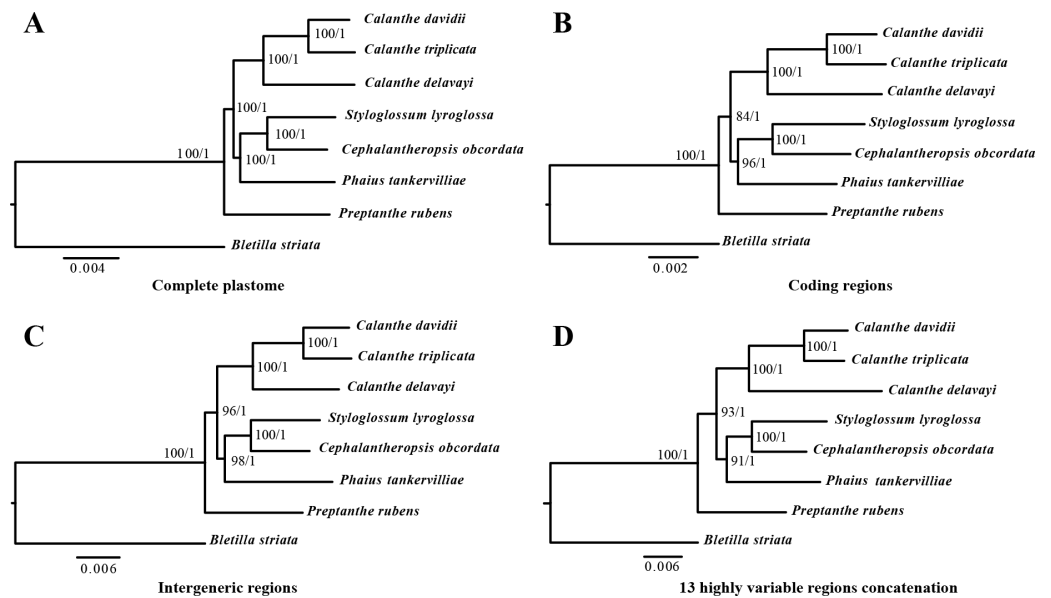 A
Calanthe davidii
100/1
Calanthe triplicata
100/1
Calanthe delavayi
100/1
Styloglossum lyroglossa
100/1
Cephalantheropsis obcordata
100/1
100/1
Phaius tankervilliae
Preptanthe rubens
Bletilla striata
0.004
Complete plastome
B
Calanthe davidii
100/1
Calanthe triplicata
100/1
Calanthe delavayi
84/1
Styloglossum lyroglossa
100/1
Cephalantheropsis obcordata
100/1
96/1
Phaius tankervilliae
Preptanthe rubens
Bletilla striata
0.002
Coding regions
C
Calanthe davidii
100/1
Calanthe triplicata
100/1
Calanthe delavayi
96/1
Styloglossum lyroglossa
100/1
Cephalantheropsis obcordata
100/1
98/1
Phaius tankervilliae
Preptanthe rubens
Bletilla striata
0.006
Intergeneric regions
D
Calanthe davidii
100/1
Calanthe triplicata
100/1
Calanthe delavayi
93/1
Styloglossum lyroglossa
100/1
Cephalantheropsis obcordata
100/1
91/1
Phaius tankervilliae
Preptanthe rubens
Bletilla striata
0.006
13 highly variable regions concatenation